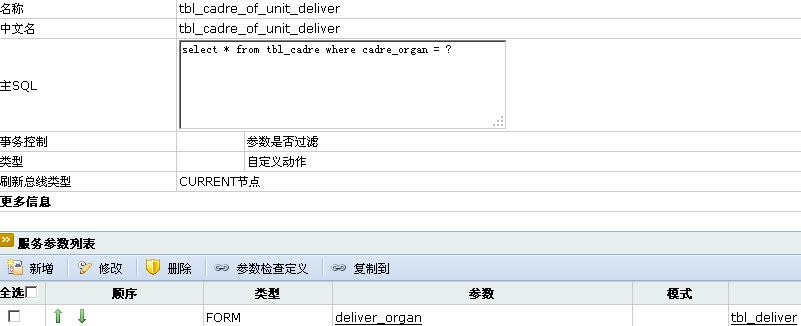 名称 tbl_cadre_of_unit_deliver
中文名 tbl_cadre_of_unit_deliver
主SQL select * from tbl_cadre where cadre_organ = ?
事务控制 参数是否过滤
类型 自定义动作
刷新总线类型 CURRENT节点
更多信息
服务参数列表
新增 修改 删除 参数检查定义 复制到
全选 顺序 类型 参数 模式
FORM deliver_organ tbl_deliver